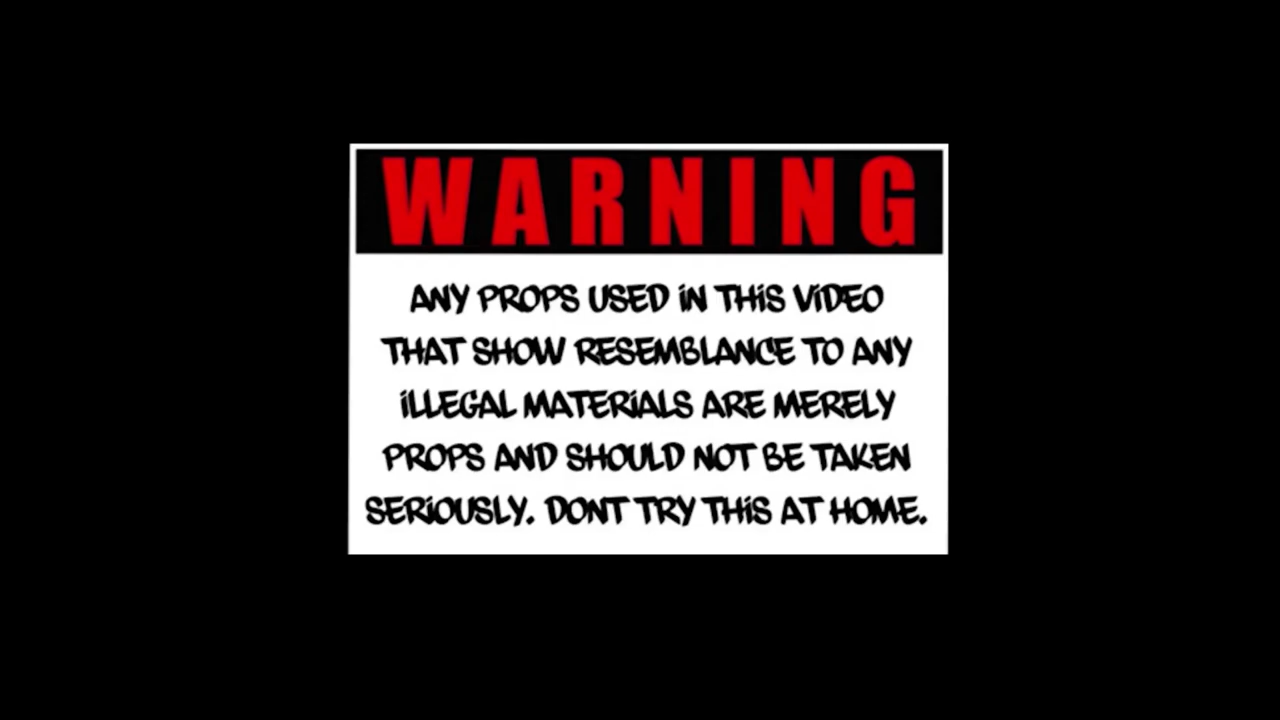 WARNING
ANY PROPS USED iN THiS ViDEO
THAT SHOW RESEMBLANCE TO ANY
iLLEGAL MATERiALS ARE MERELY
PROPS AND SHOULD NOT BE TAKEN
SERiOUSLY. DONT TRY THiS AT HOME.